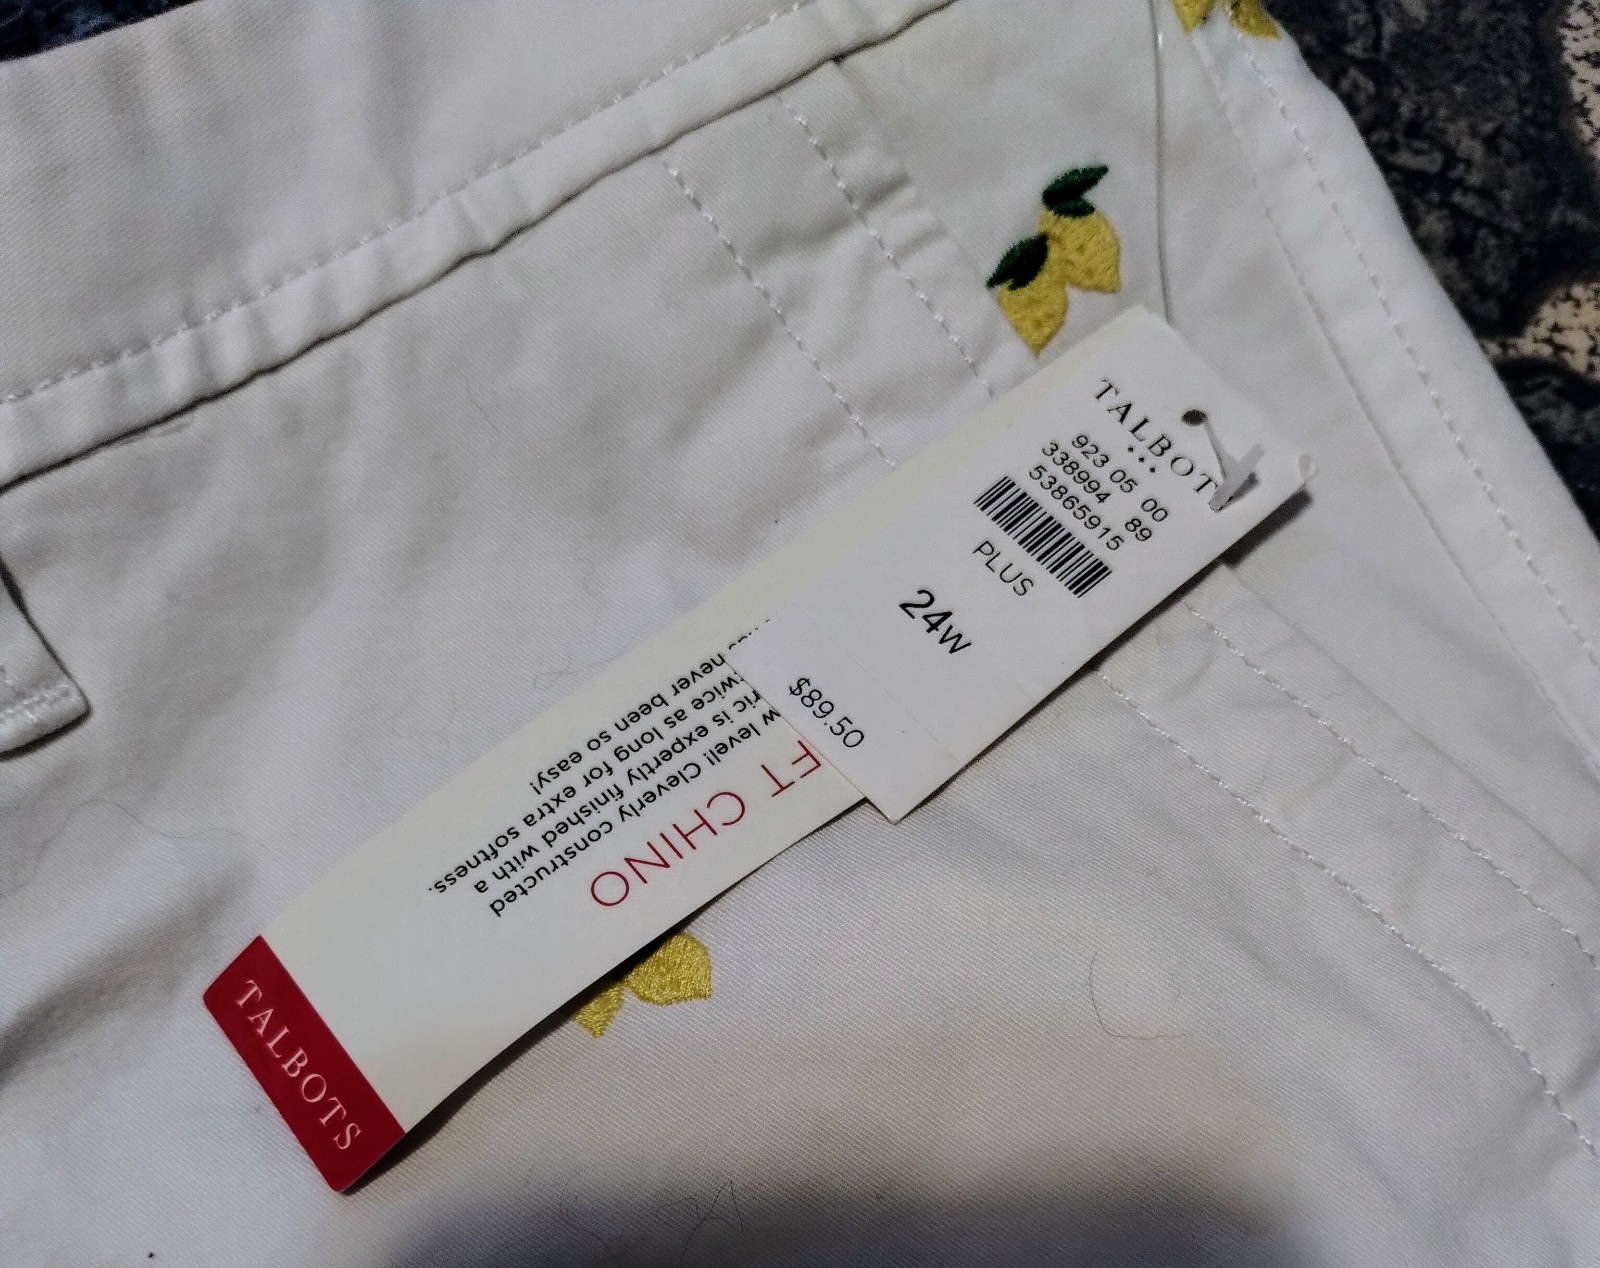 TALBOT
923 05 00
338994 89
53865915
PLUS
24W
$89.50
FT CHINO
w level! Cleverly constructed
ric is expertly finished with a
twice as long for extra softness.
never been so easy!
TALBOTS